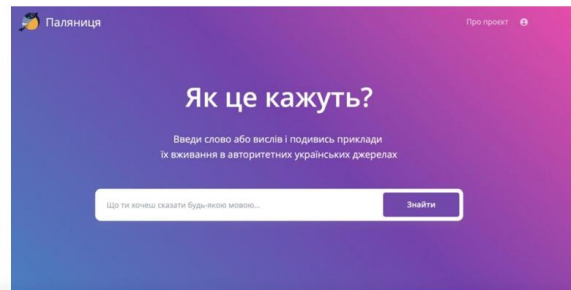 Паляниця
Про проєкт
Як це кажуть?
Введи слово або вислів і подивись приклади
їх вживання в авторитетних українських джерелах
Що ти хочеш сказати будь-якою мовою...
Знайти